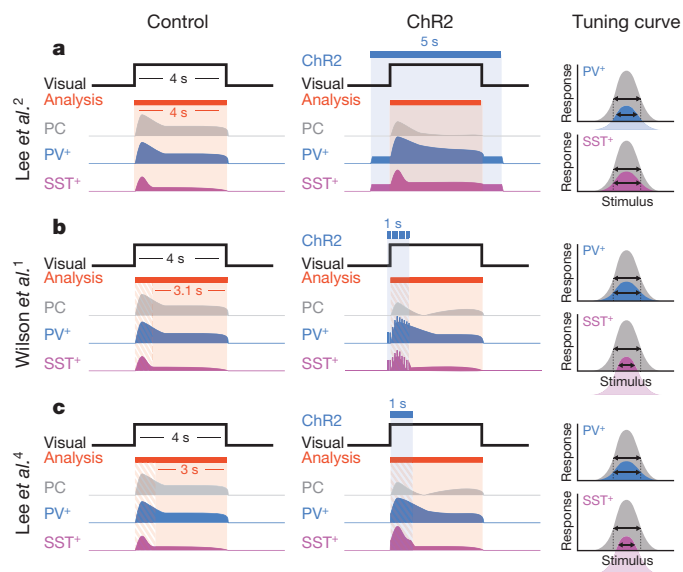 Control ChR2 Tuning curve
a
Lee et al.²
Visual
4 s
Analysis
4 s
PC
PV⁺
SST⁺
ChR2
5 s
Visual
Analysis
PC
PV⁺
SST⁺
Response
PV⁺
Response
SST⁺
Stimulus
b
Wilson et al.¹
Visual
4 s
Analysis
3.1 s
PC
PV⁺
SST⁺
ChR2
1 s
Visual
Analysis
PC
PV⁺
SST⁺
Response
PV⁺
Response
SST⁺
Stimulus
c
Lee et al.⁴
Visual
4 s
Analysis
3 s
PC
PV⁺
SST⁺
ChR2
1 s
Visual
Analysis
PC
PV⁺
SST⁺
Response
PV⁺
Response
SST⁺
Stimulus